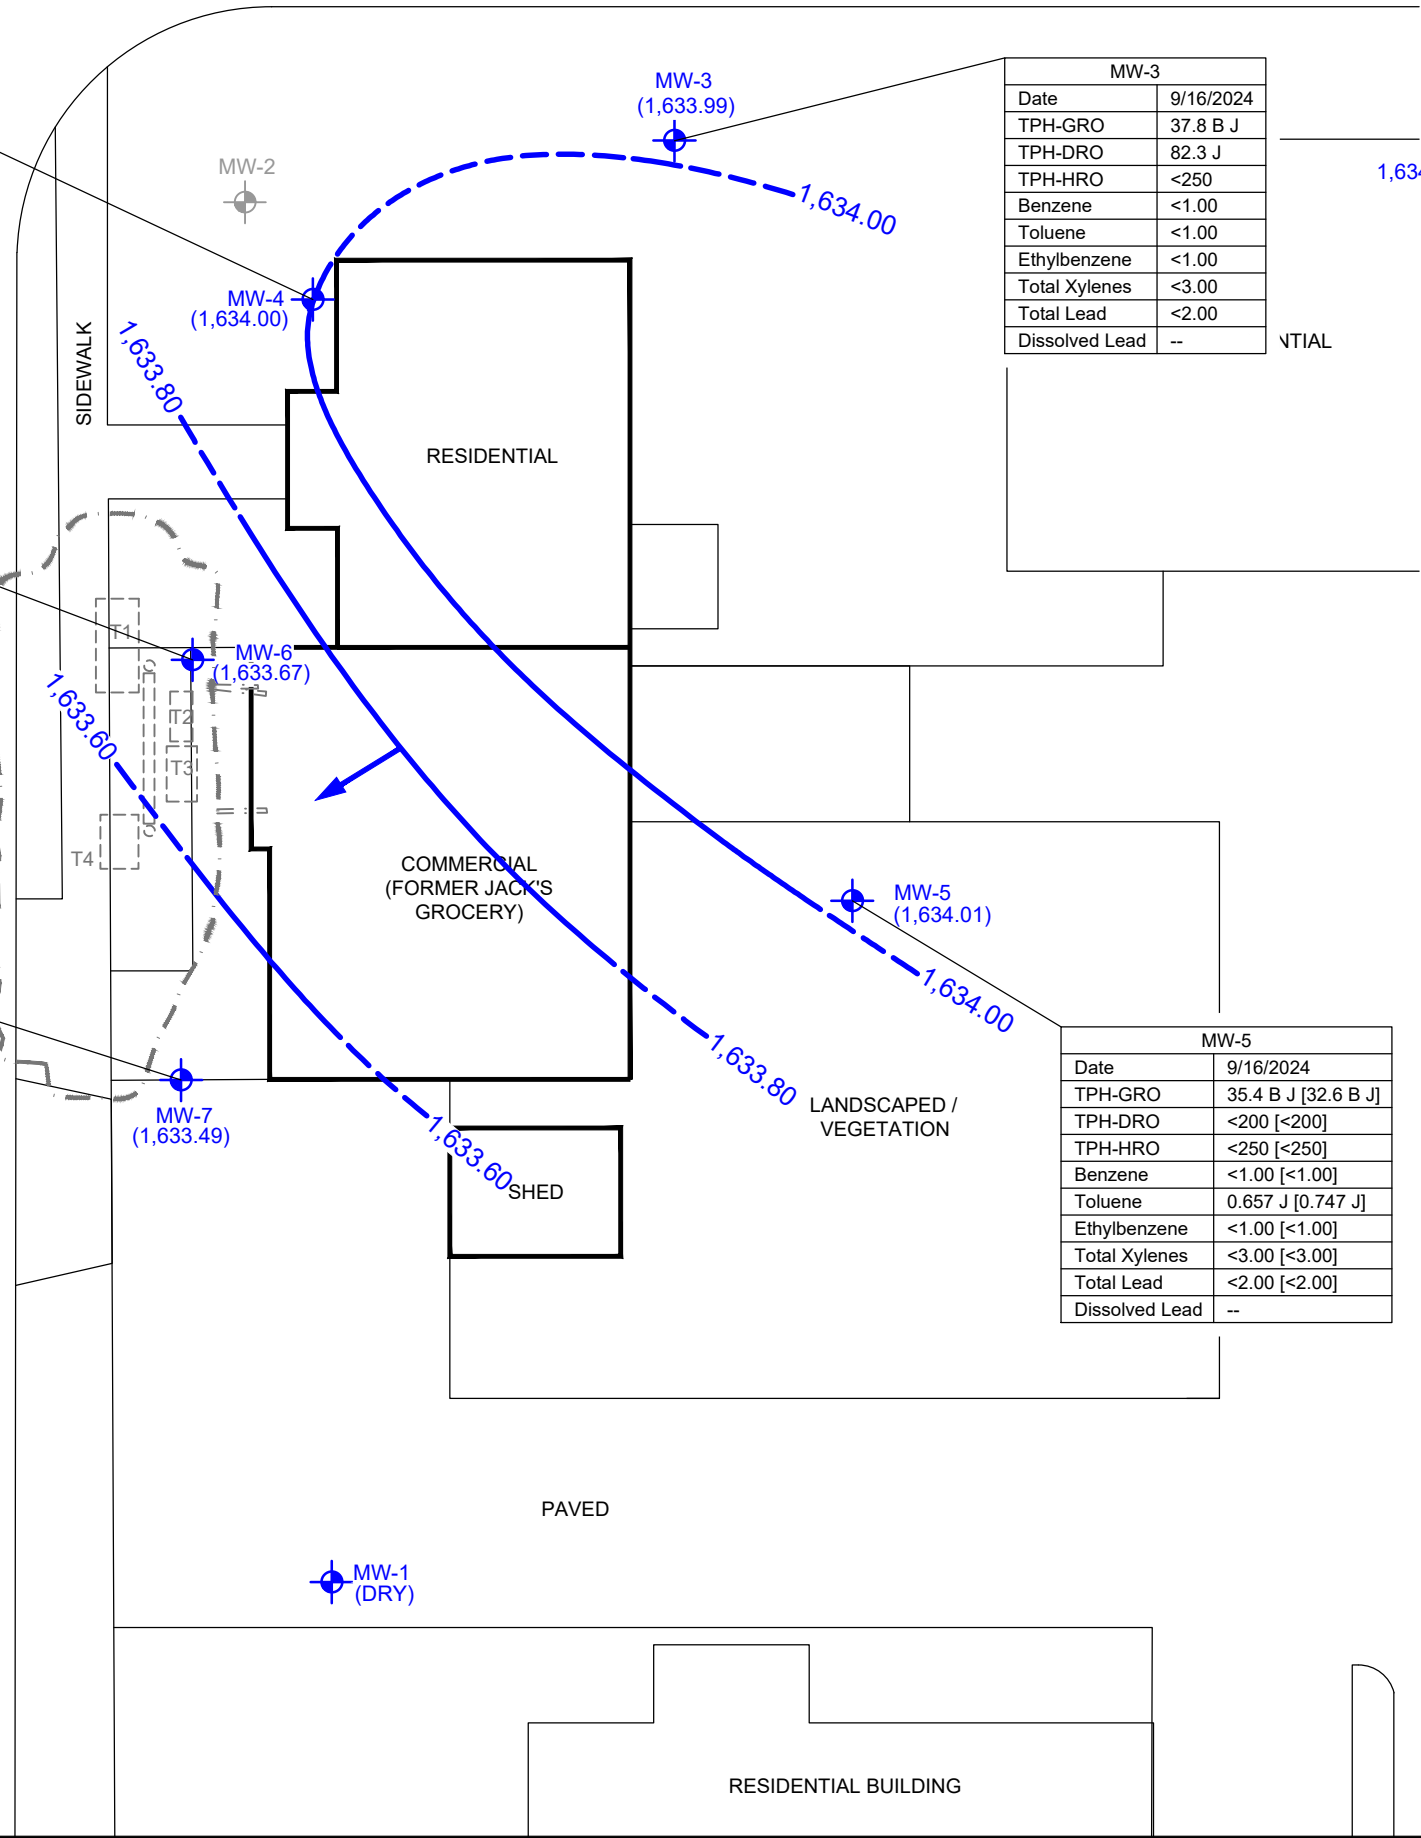 MW-3
(1,633.99)
MW-3
Date 9/16/2024
TPH-GRO 37.8 B J
TPH-DRO 82.3 J
TPH-HRO <250
Benzene <1.00
Toluene <1.00
Ethylbenzene <1.00
Total Xylenes <3.00
Total Lead <2.00
Dissolved Lead --
1,634
NTIAL
MW-2
1,634.00
MW-4
(1,634.00)
SIDEWALK
1,633.80
RESIDENTIAL
T1
MW-6
(1,633.67)
1,633.60
T2
T3
T4
COMMERCIAL
(FORMER JACK'S
GROCERY)
MW-5
(1,634.01)
1,634.00
1,633.80
MW-5
Date 9/16/2024
TPH-GRO 35.4 B J [32.6 B J]
TPH-DRO <200 [<200]
TPH-HRO <250 [<250]
Benzene <1.00 [<1.00]
Toluene 0.657 J [0.747 J]
Ethylbenzene <1.00 [<1.00]
Total Xylenes <3.00 [<3.00]
Total Lead <2.00 [<2.00]
Dissolved Lead --
LANDSCAPED /
VEGETATION
MW-7
(1,633.49)
1,633.60
SHED
PAVED
MW-1
(DRY)
RESIDENTIAL BUILDING